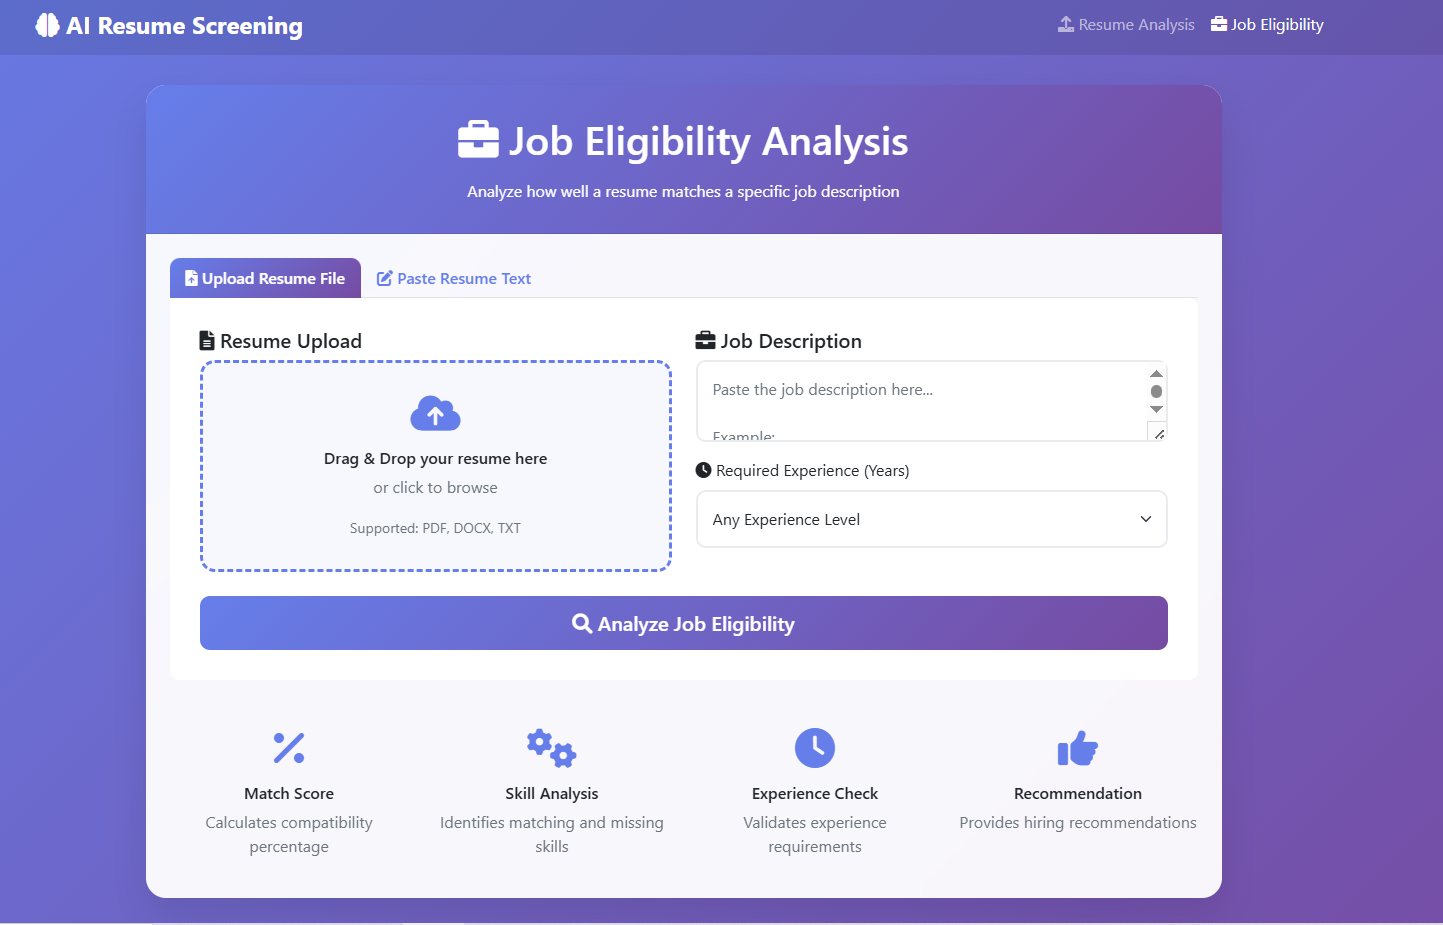 AI Resume Screening
Resume Analysis
Job Eligibility
Job Eligibility Analysis
Analyze how well a resume matches a specific job description
Upload Resume File
Paste Resume Text
Resume Upload
Drag & Drop your resume here
or click to browse
Supported: PDF, DOCX, TXT
Job Description
Paste the job description here...
Example:
Required Experience (Years)
Any Experience Level
Analyze Job Eligibility
Match Score
Calculates compatibility
percentage
Skill Analysis
Identifies matching and missing
skills
Experience Check
Validates experience
requirements
Recommendation
Provides hiring recommendations